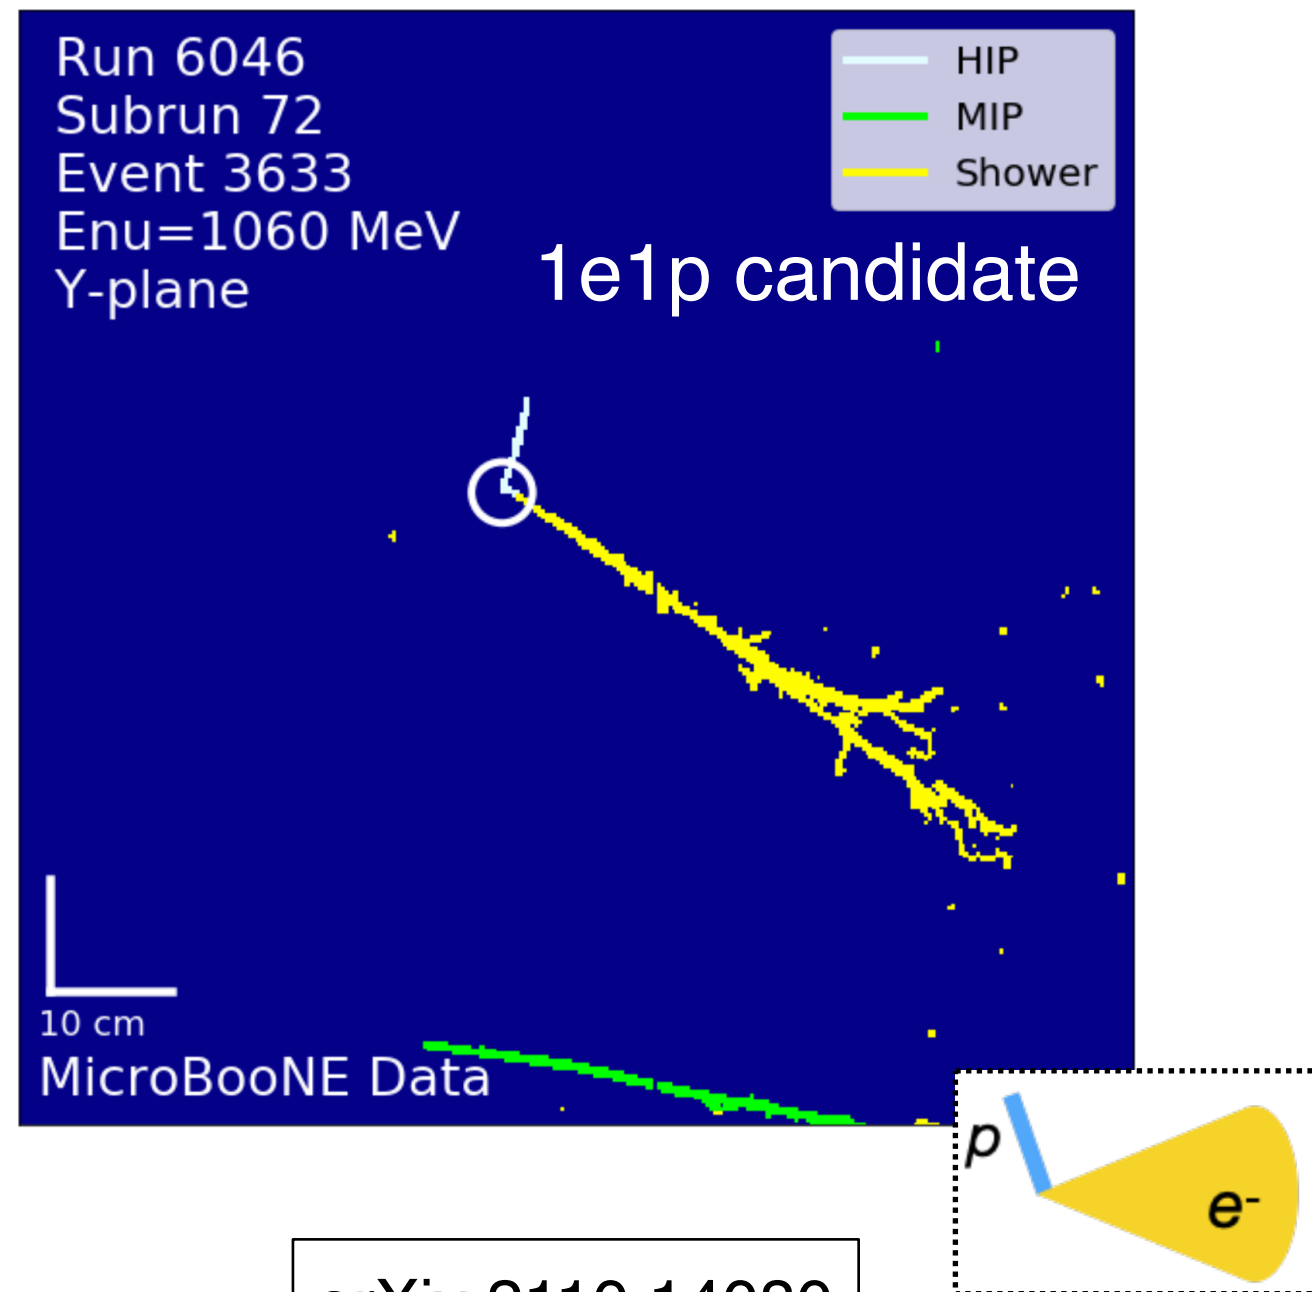 Run 6046
Subrun 72
Event 3633
Enu=1060 MeV
Y-plane
HIP
MIP
Shower
1e1p candidate
10 cm
MicroBooNE Data
p
e-